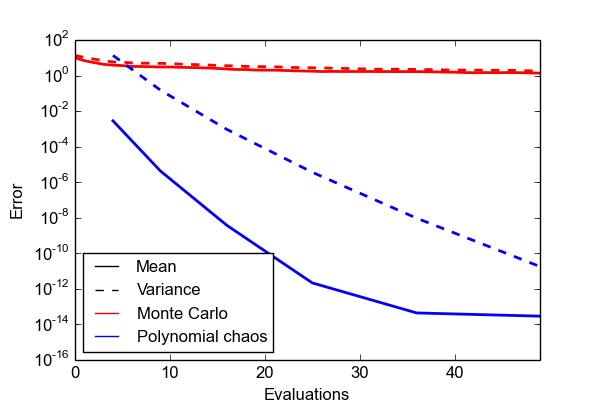 10^2
10^0
10^-2
10^-4
10^-6
10^-8
10^-10
10^-12
10^-14
10^-16
Error
Mean
Variance
Monte Carlo
Polynomial chaos
0 10 20 30 40
Evaluations